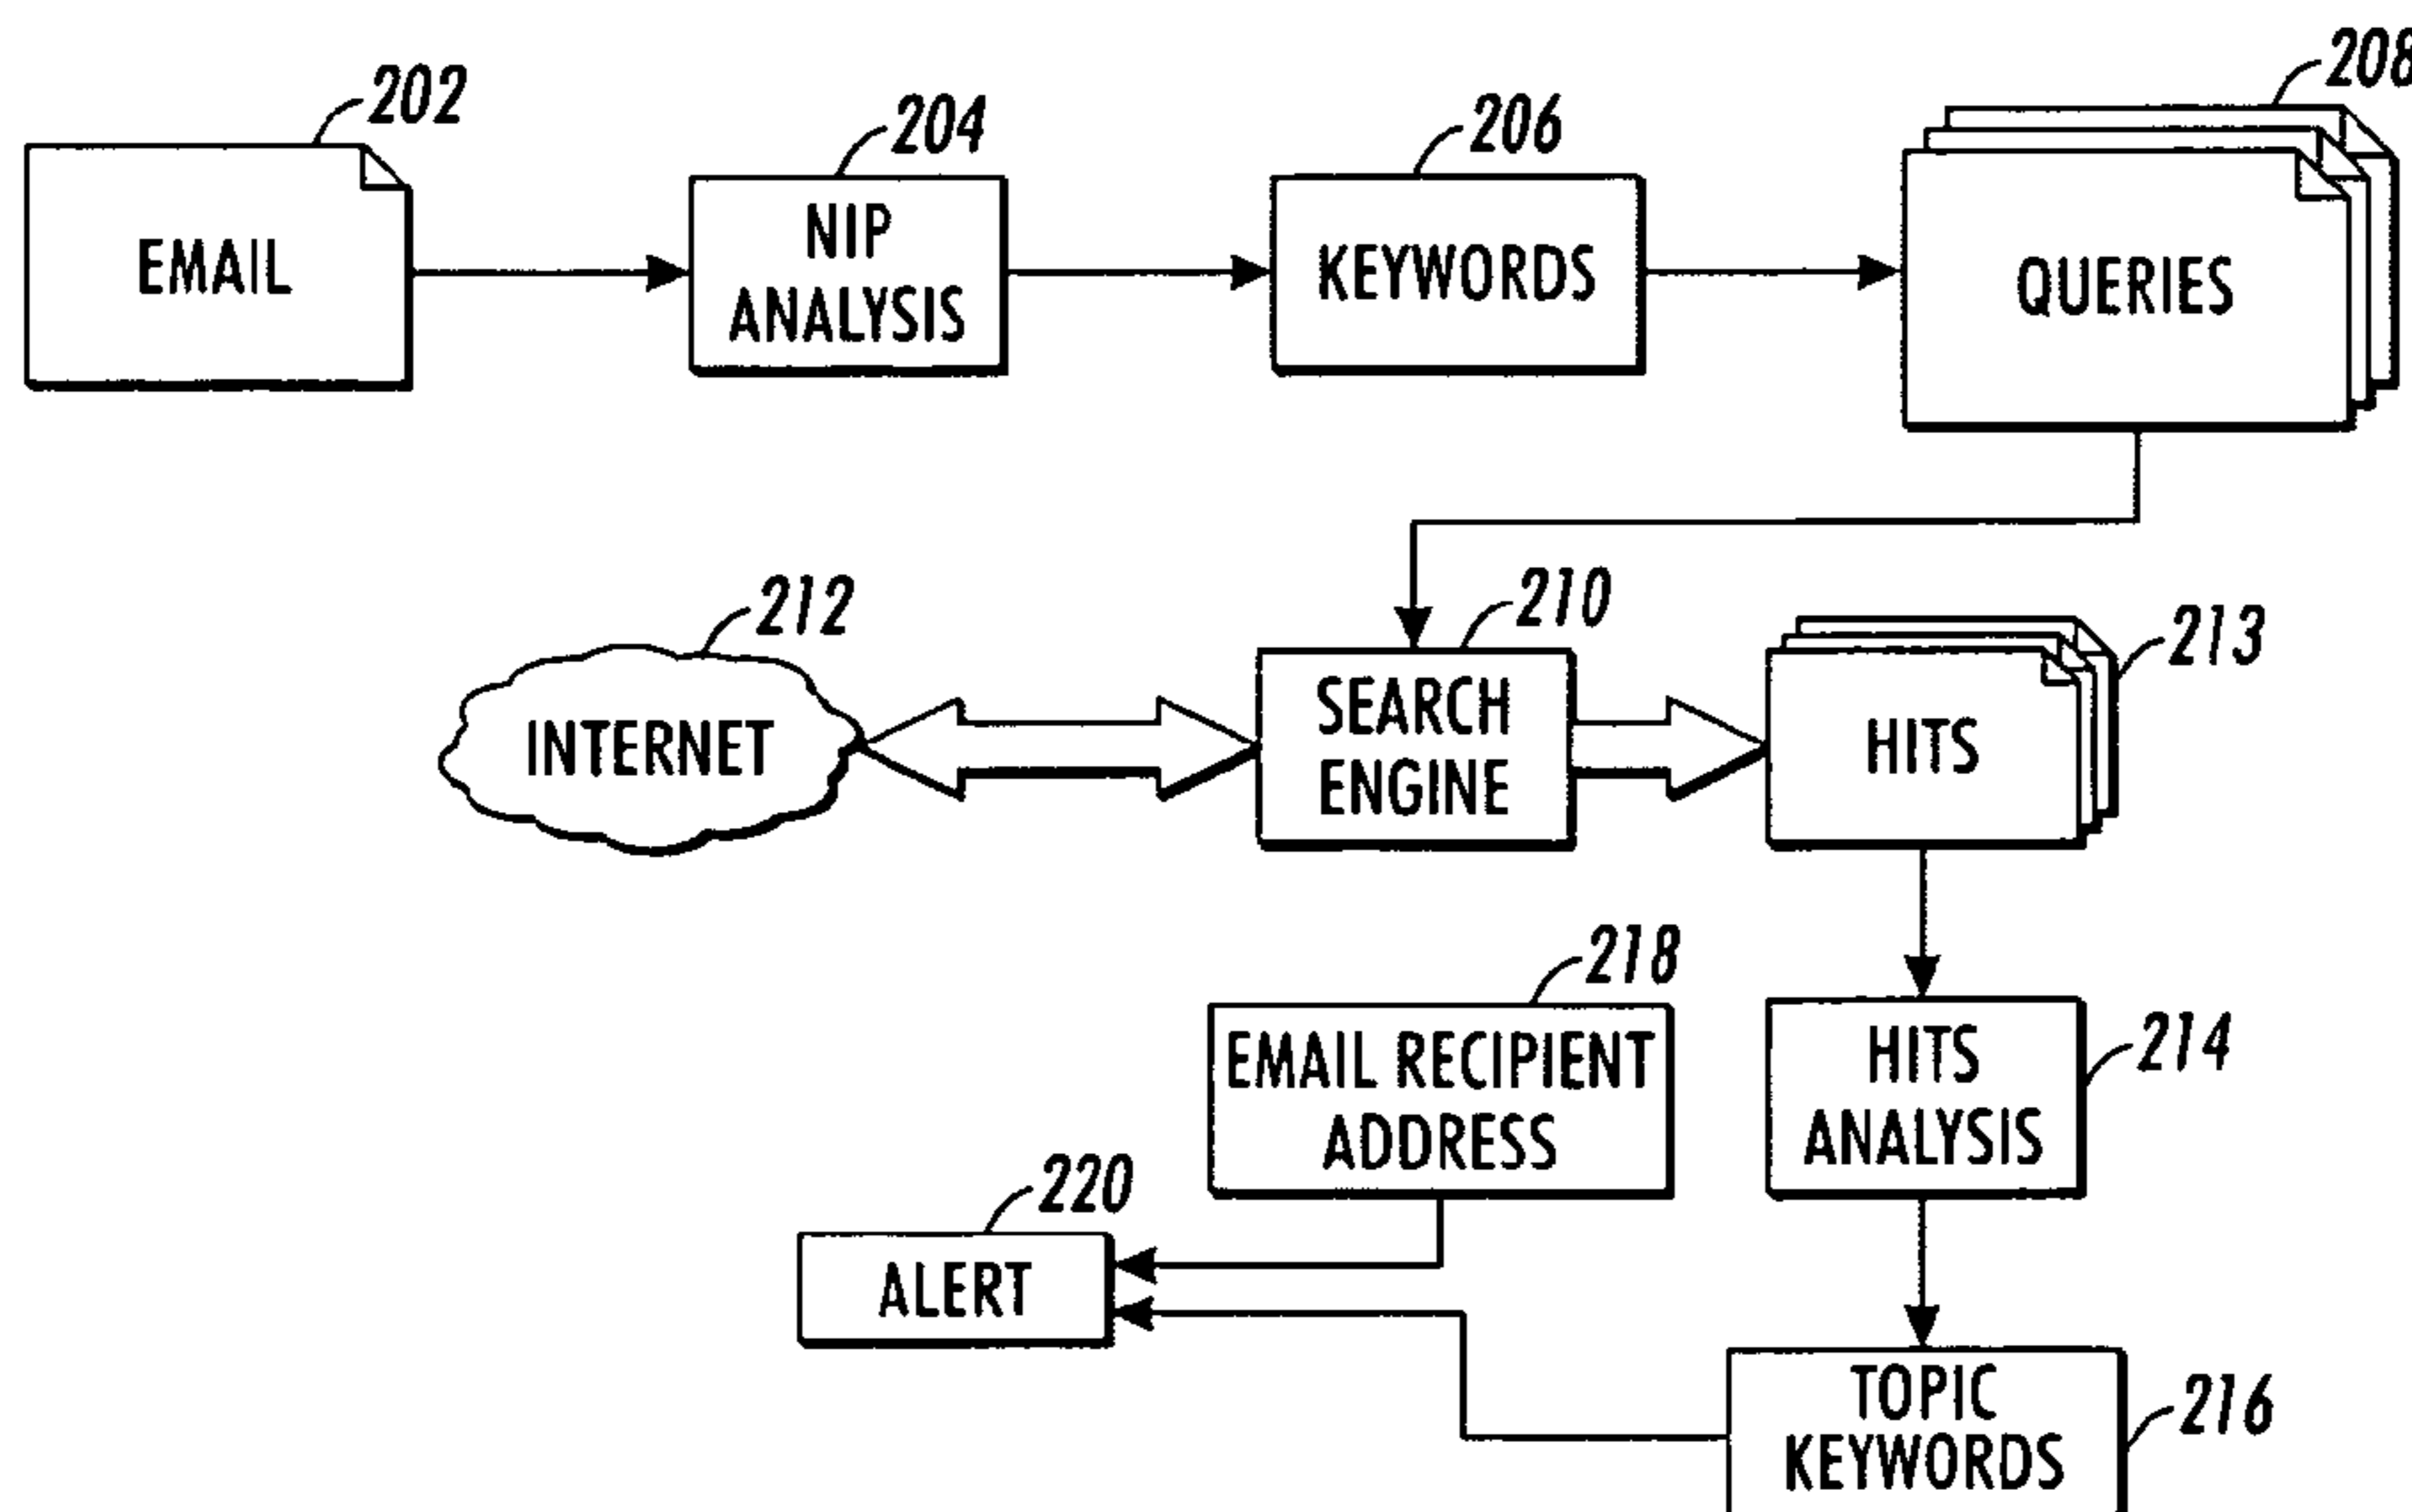 202
204
206
208
EMAIL
NIP
ANALYSIS
KEYWORDS
QUERIES
212
210
213
INTERNET
SEARCH
ENGINE
HITS
218
EMAIL RECIPIENT
ADDRESS
HITS
ANALYSIS
214
220
ALERT
TOPIC
KEYWORDS
216